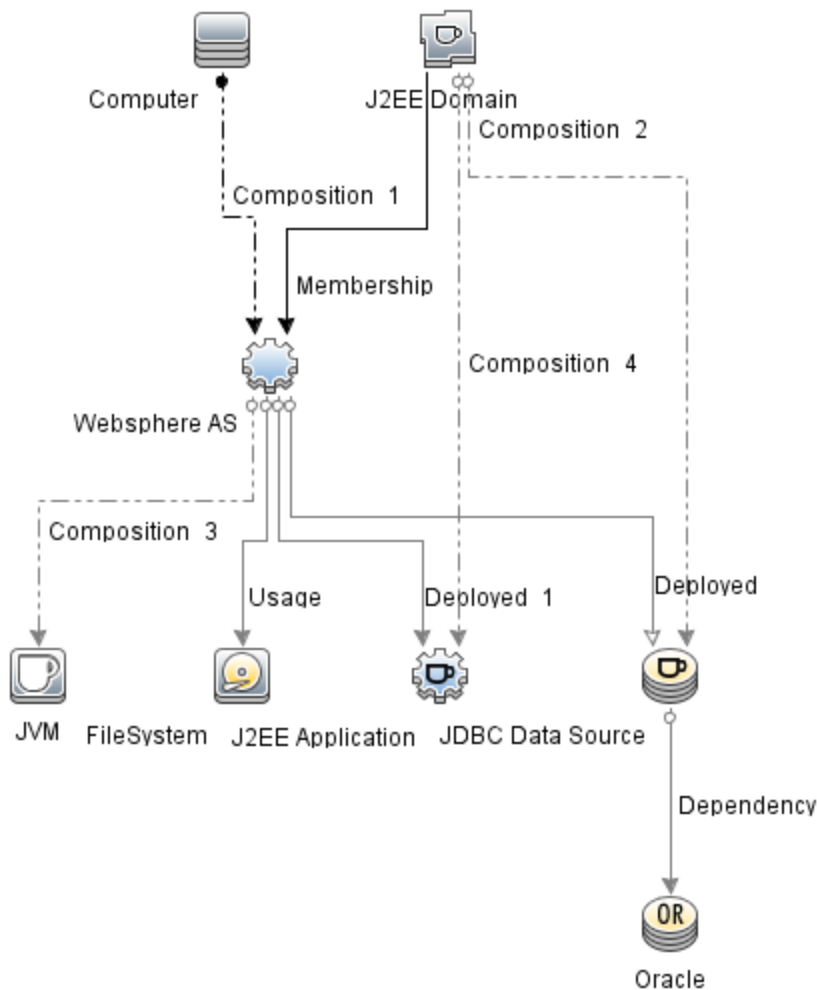 Computer
J2EE Domain
Composition 2
Composition 1
Membership
Composition 4
Websphere AS
Composition 3
Usage
Deployed 1
Deployed
JVM
FileSystem
J2EE Application
JDBC Data Source
Dependency
OR
Oracle